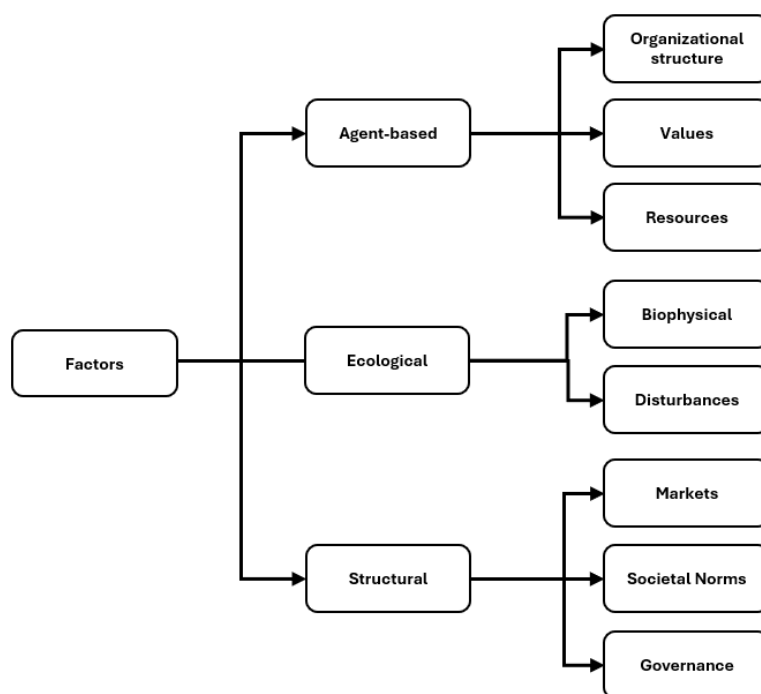 Organizational
structure
Agent-based
Values
Resources
Biophysical
Factors
Ecological
Disturbances
Markets
Structural
Societal Norms
Governance